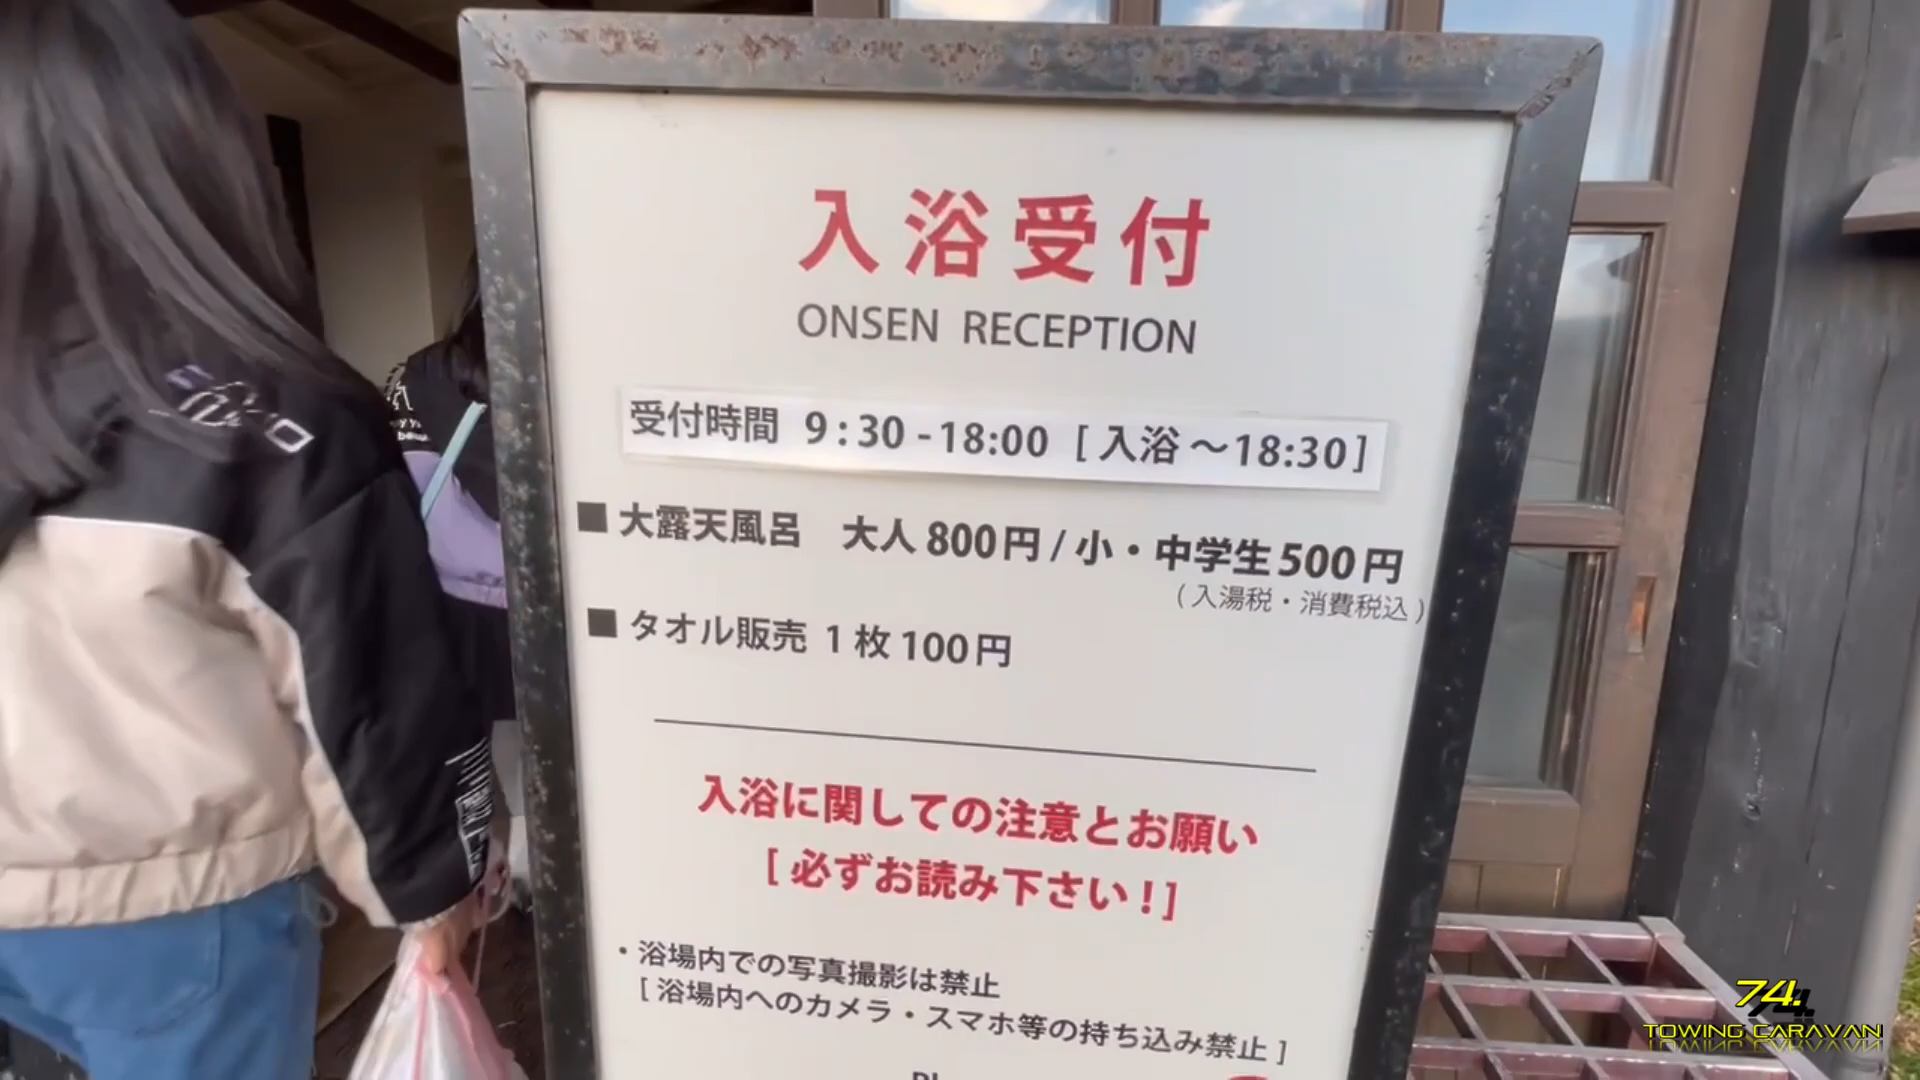 入浴受付
ONSEN RECEPTION
受付時間 9:30-18:00 [入浴～18:30]
■大露天風呂 大人800円/小・中学生500円
(入湯税・消費税込)
■タオル販売 1枚100円
入浴に関しての注意とお願い
[必ずお読み下さい！]
・浴場内での写真撮影は禁止
[浴場内へのカメラ・スマホ等の持ち込み禁止]
74.
TOWING CARAVAN